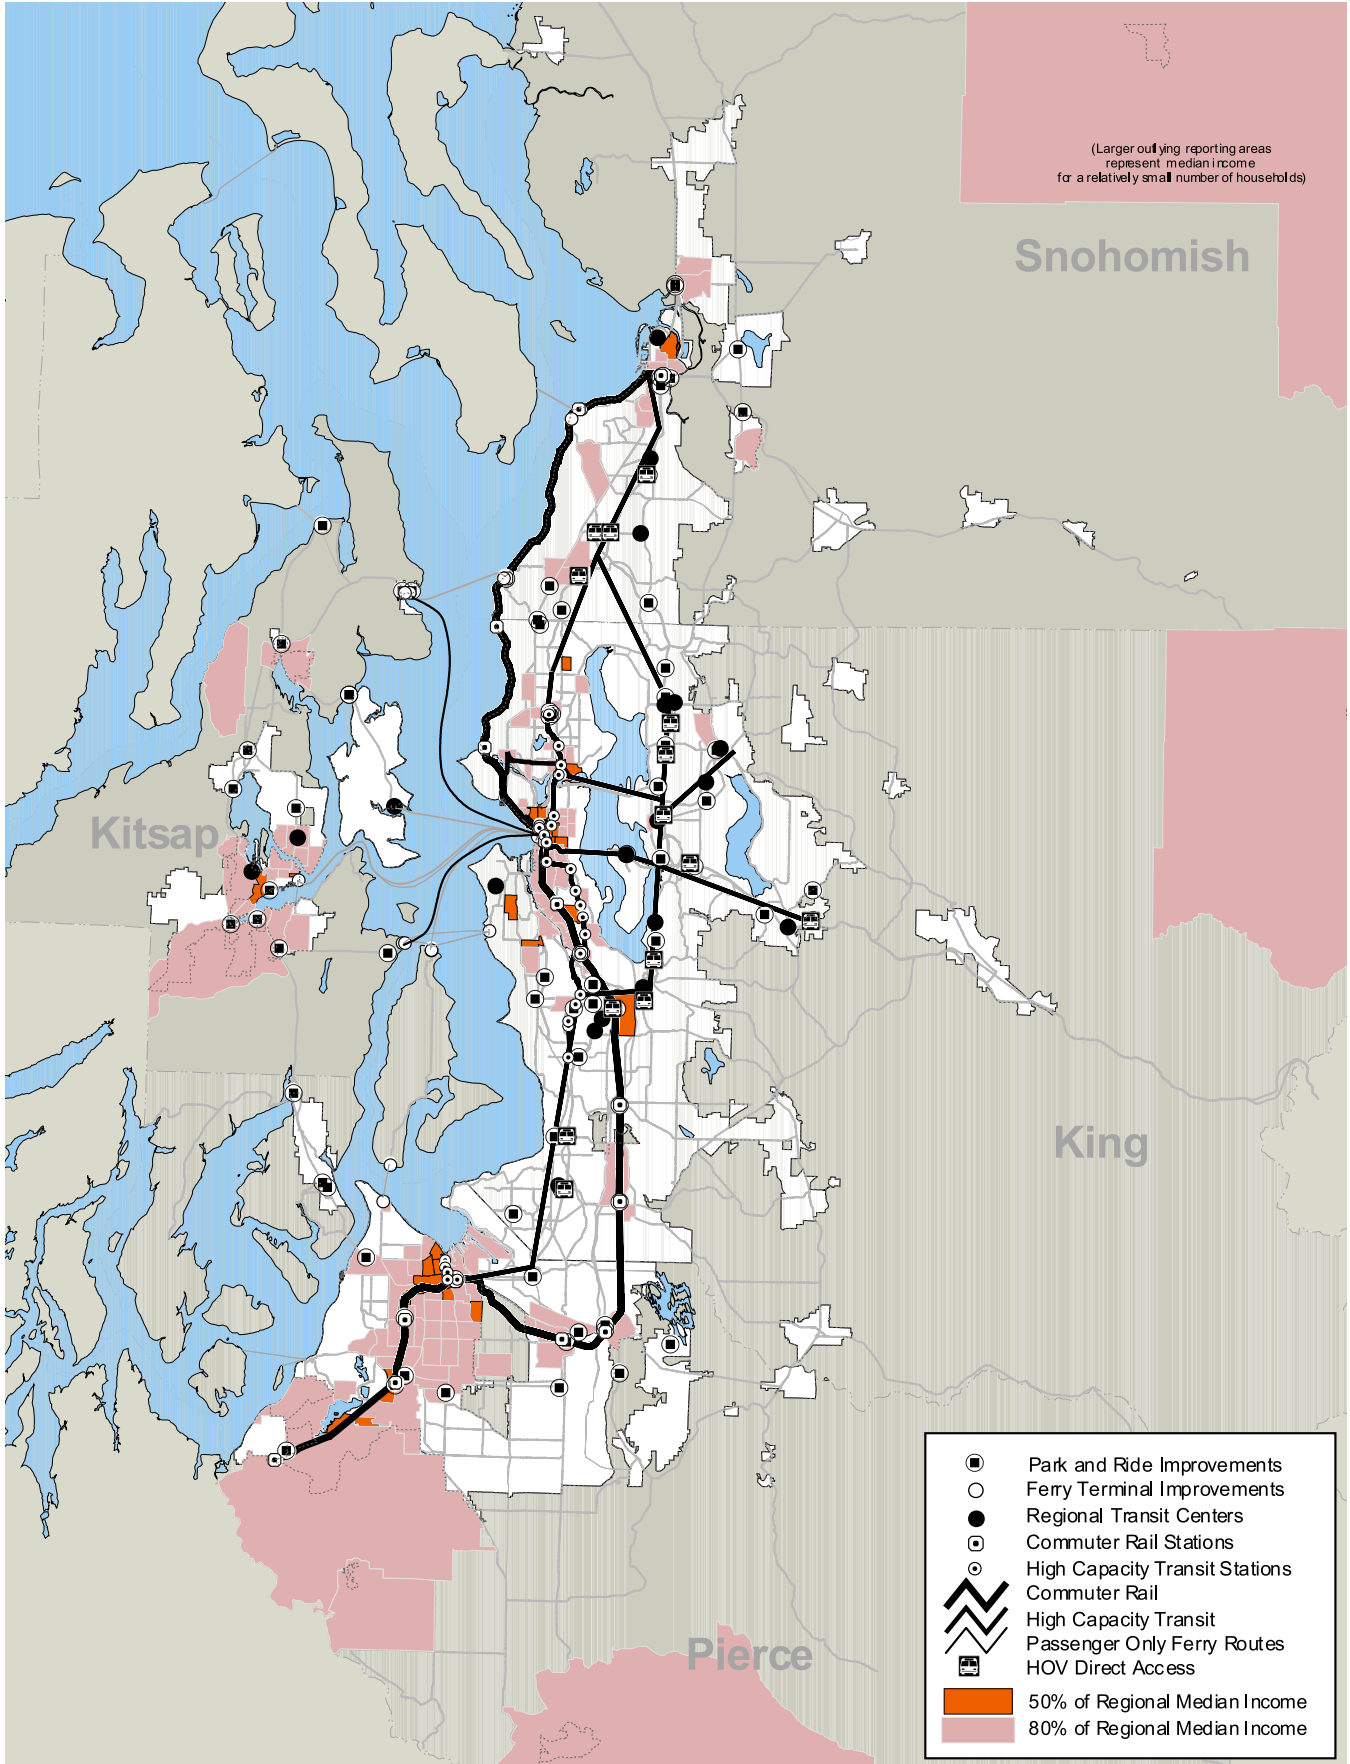 (Larger outlying reporting areas
represent median income
for a relatively small number of households)
Snohomish
Kitsap
King
Pierce
Park and Ride Improvements
Ferry Terminal Improvements
Regional Transit Centers
Commuter Rail Stations
High Capacity Transit Stations
Commuter Rail
High Capacity Transit
Passenger Only Ferry Routes
HOV Direct Access
50% of Regional Median Income
80% of Regional Median Income